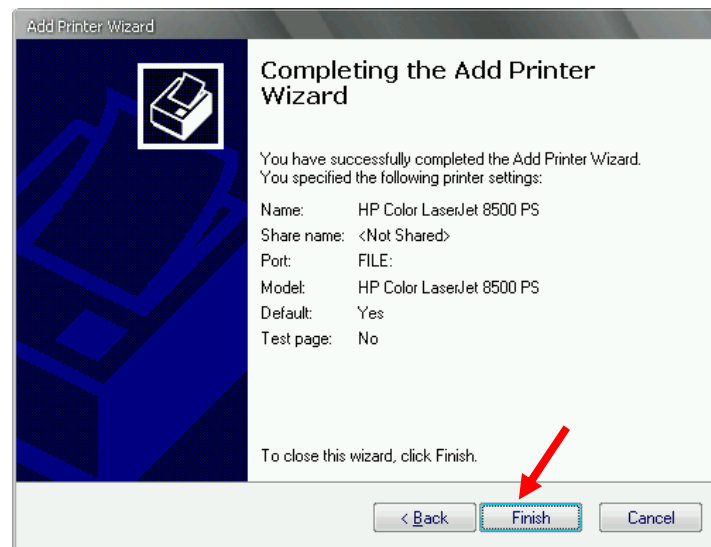 Add Printer Wizard
Completing the Add Printer
Wizard
You have successfully completed the Add Printer Wizard.
You specified the following printer settings:
Name: HP Color LaserJet 8500 PS
Share name: <Not Shared>
Port: FILE:
Model: HP Color LaserJet 8500 PS
Default: Yes
Test page: No
To close this wizard, click Finish.
< Back Finish Cancel